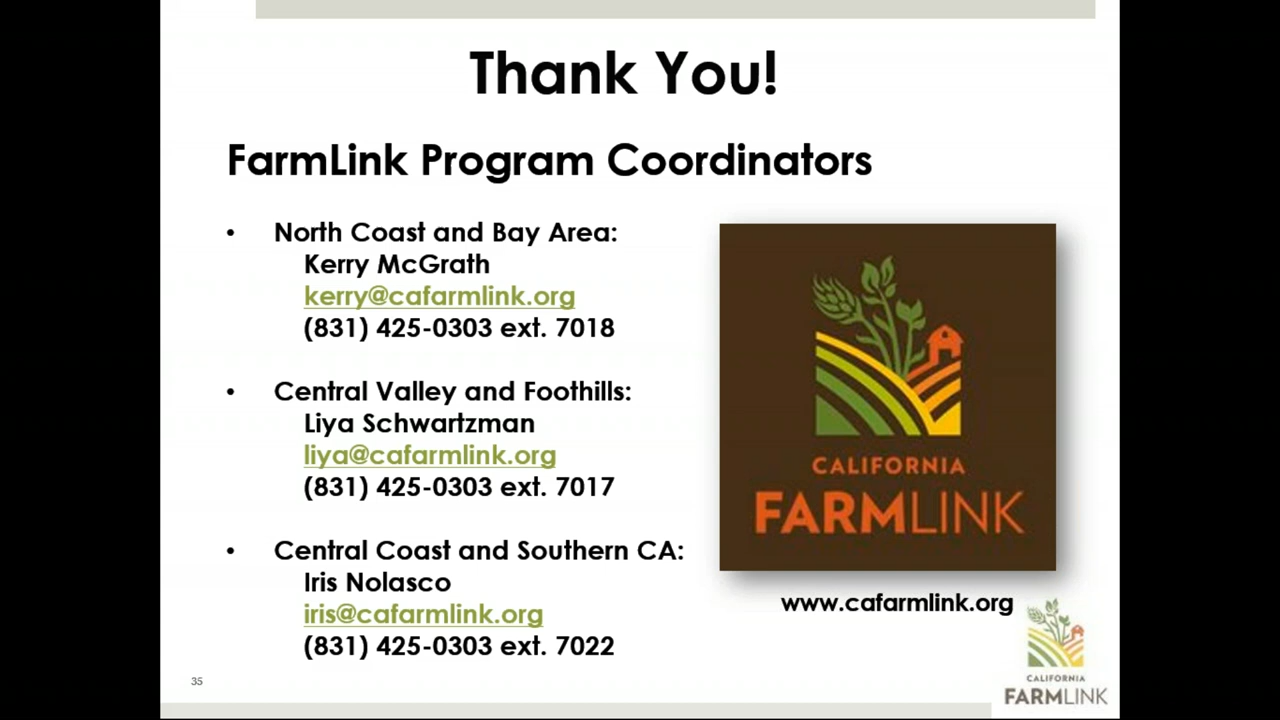 Thank You!
FarmLink Program Coordinators
• North Coast and Bay Area:
Kerry McGrath
kerry@cafarmlink.org
(831) 425-0303 ext. 7018
• Central Valley and Foothills:
Liya Schwartzman
liya@cafarmlink.org
(831) 425-0303 ext. 7017
• Central Coast and Southern CA:
Iris Nolasco
iris@cafarmlink.org
(831) 425-0303 ext. 7022
CALIFORNIA
FARMLINK
www.cafarmlink.org
35
CALIFORNIA
FARMLINK